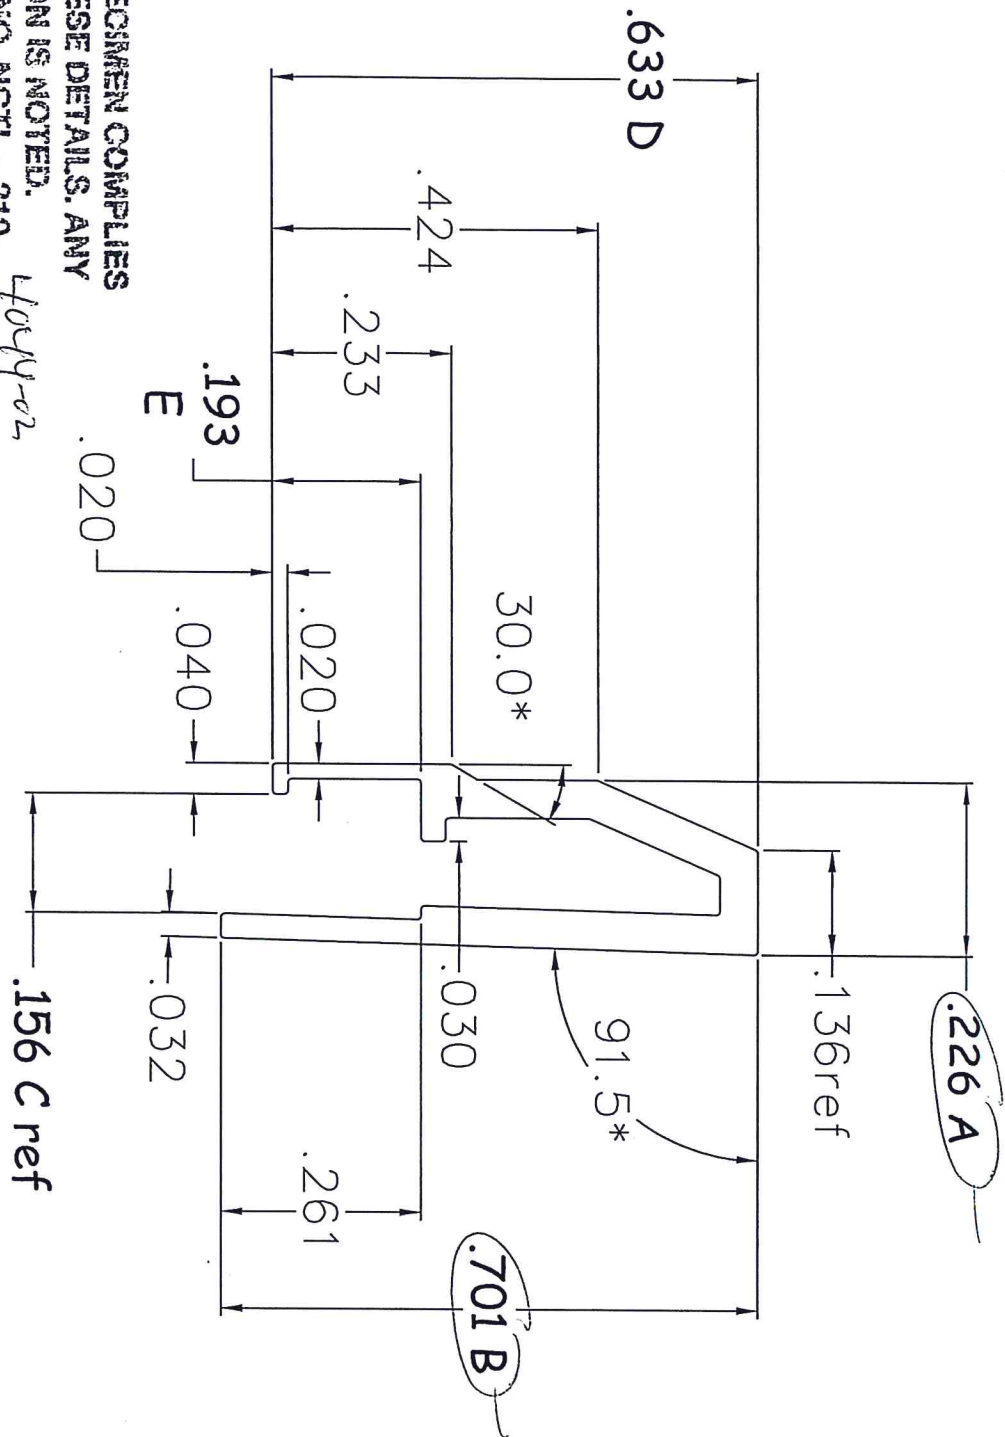 .226 A
.136ref
.633 D
.701 B
91.5*
30.0*
.424
.233
.030
.261
.020
.193
E
.032
.040
.020
.156 C ref
ECIMEN COMPLIES
ESE DETAILS. ANY
ON IS NOTED.